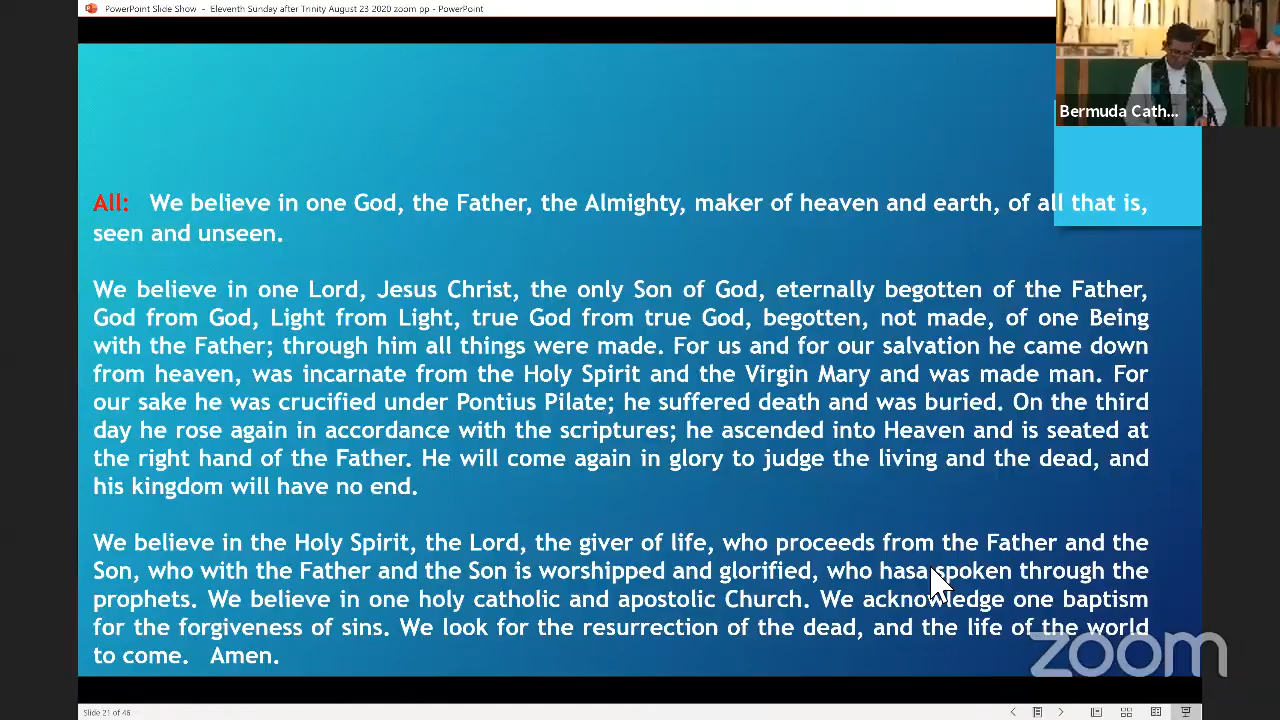 PowerPoint Slide Show - Eleventh Sunday after Trinity August 23 2020 zoom pp - PowerPoint
Bermuda Cath...
All: We believe in one God, the Father, the Almighty, maker of heaven and earth, of all that is,
seen and unseen.
We believe in one Lord, Jesus Christ, the only Son of God, eternally begotten of the Father,
God from God, Light from Light, true God from true God, begotten, not made, of one Being
with the Father; through him all things were made. For us and for our salvation he came down
from heaven, was incarnate from the Holy Spirit and the Virgin Mary and was made man. For
our sake he was crucified under Pontius Pilate; he suffered death and was buried. On the third
day he rose again in accordance with the scriptures; he ascended into Heaven and is seated at
the right hand of the Father. He will come again in glory to judge the living and the dead, and
his kingdom will have no end.
We believe in the Holy Spirit, the Lord, the giver of life, who proceeds from the Father and the
Son, who with the Father and the Son is worshipped and glorified, who hasa spoken through the
prophets. We believe in one holy catholic and apostolic Church. We acknowledge one baptism
for the forgiveness of sins. We look for the resurrection of the dead, and the life of the world
to come. Amen.
zoom
Slide 21 of 46